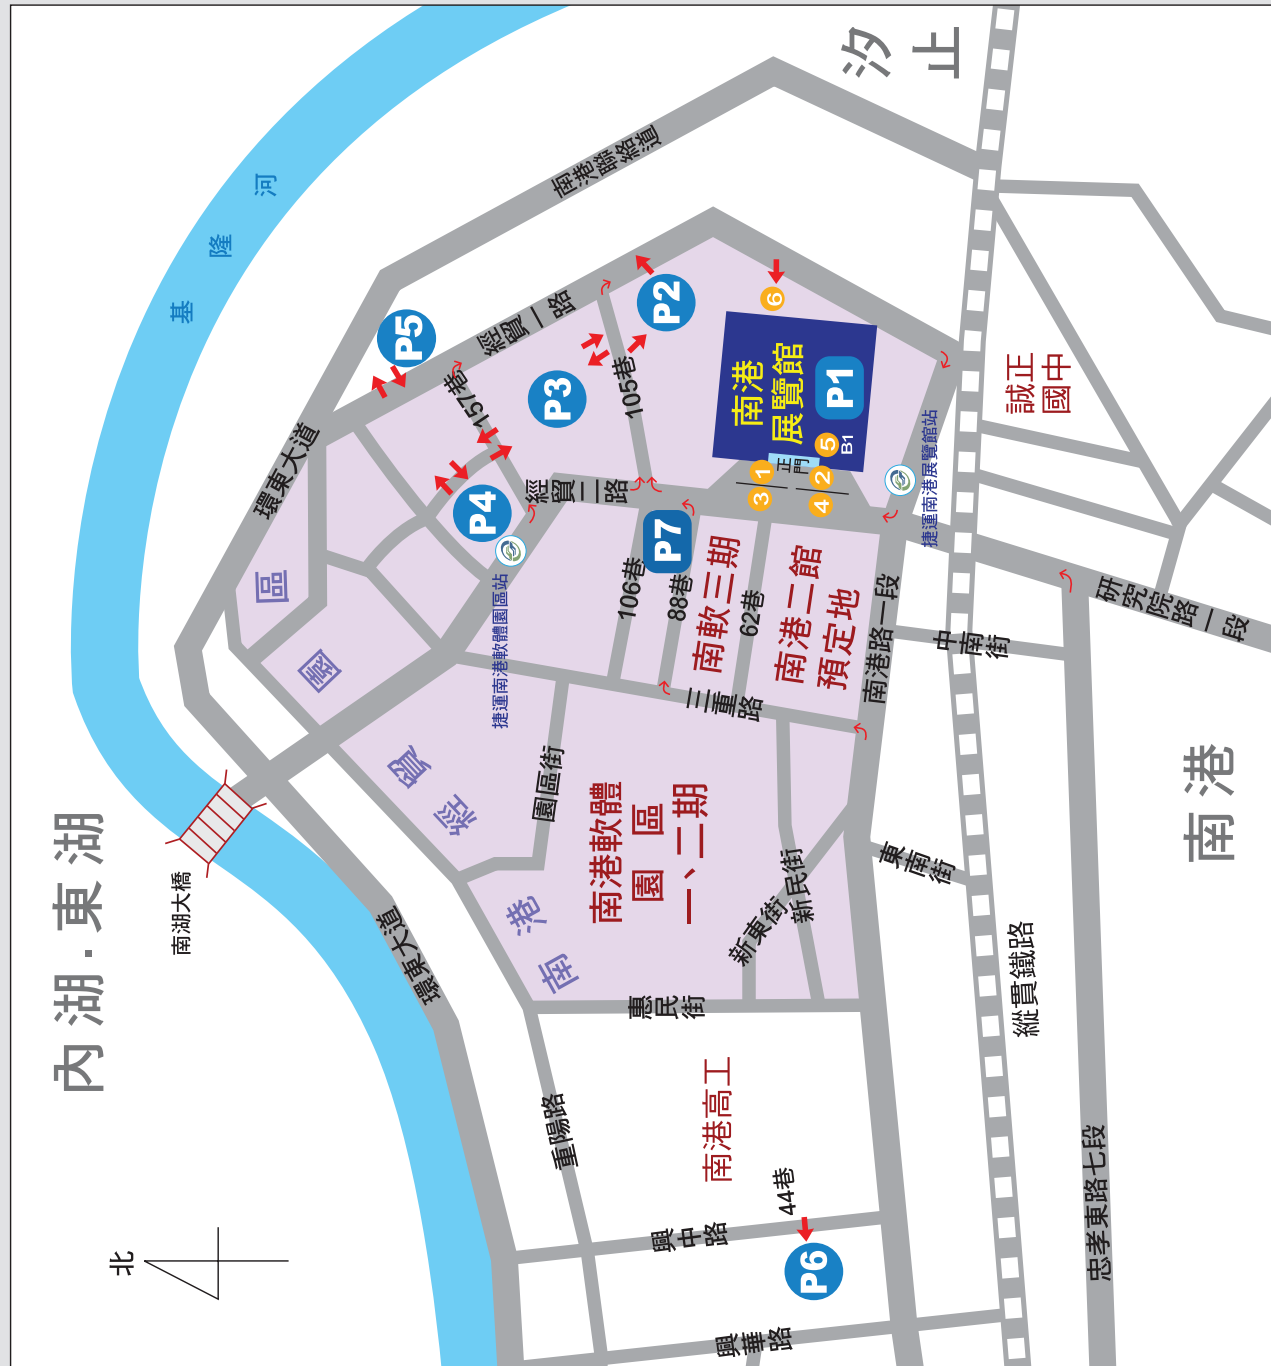 內湖．東湖
汐止
南港
北
基隆河
南湖大橋
環東大道
環東大道
南港聯絡道
經貿一路
經貿二路
157巷
105巷
106巷
88巷
62巷
三重路
南港路一段
園區街
新民街
新東街
惠民街
重陽路
興中路
興華路
44巷
中南街
東南街
研究院路一段
忠孝東路七段
縱貫鐵路
南港經貿園區
南港軟體
園區
一、二期
南軟三期
南港二館
預定地
南港
展覽館
正門
B1
誠正
國中
南港高工
捷運南港展覽館站
捷運南港軟體園區站
P1
P2
P3
P4
P5
P6
P7
1
2
3
4
5
6